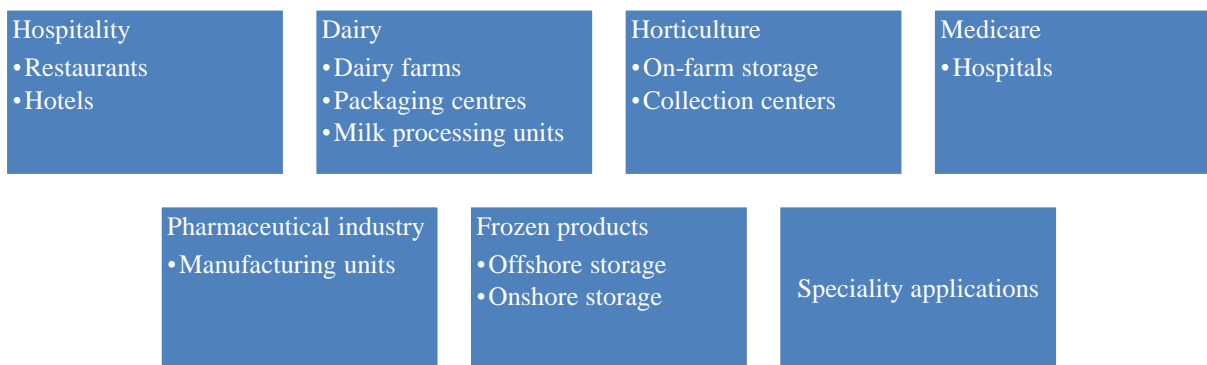 Hospitality
•Restaurants
•Hotels
Dairy
•Dairy farms
•Packaging centres
•Milk processing units
Horticulture
•On-farm storage
•Collection centers
Medicare
•Hospitals
Pharmaceutical industry
•Manufacturing units
Frozen products
•Offshore storage
•Onshore storage
Speciality applications